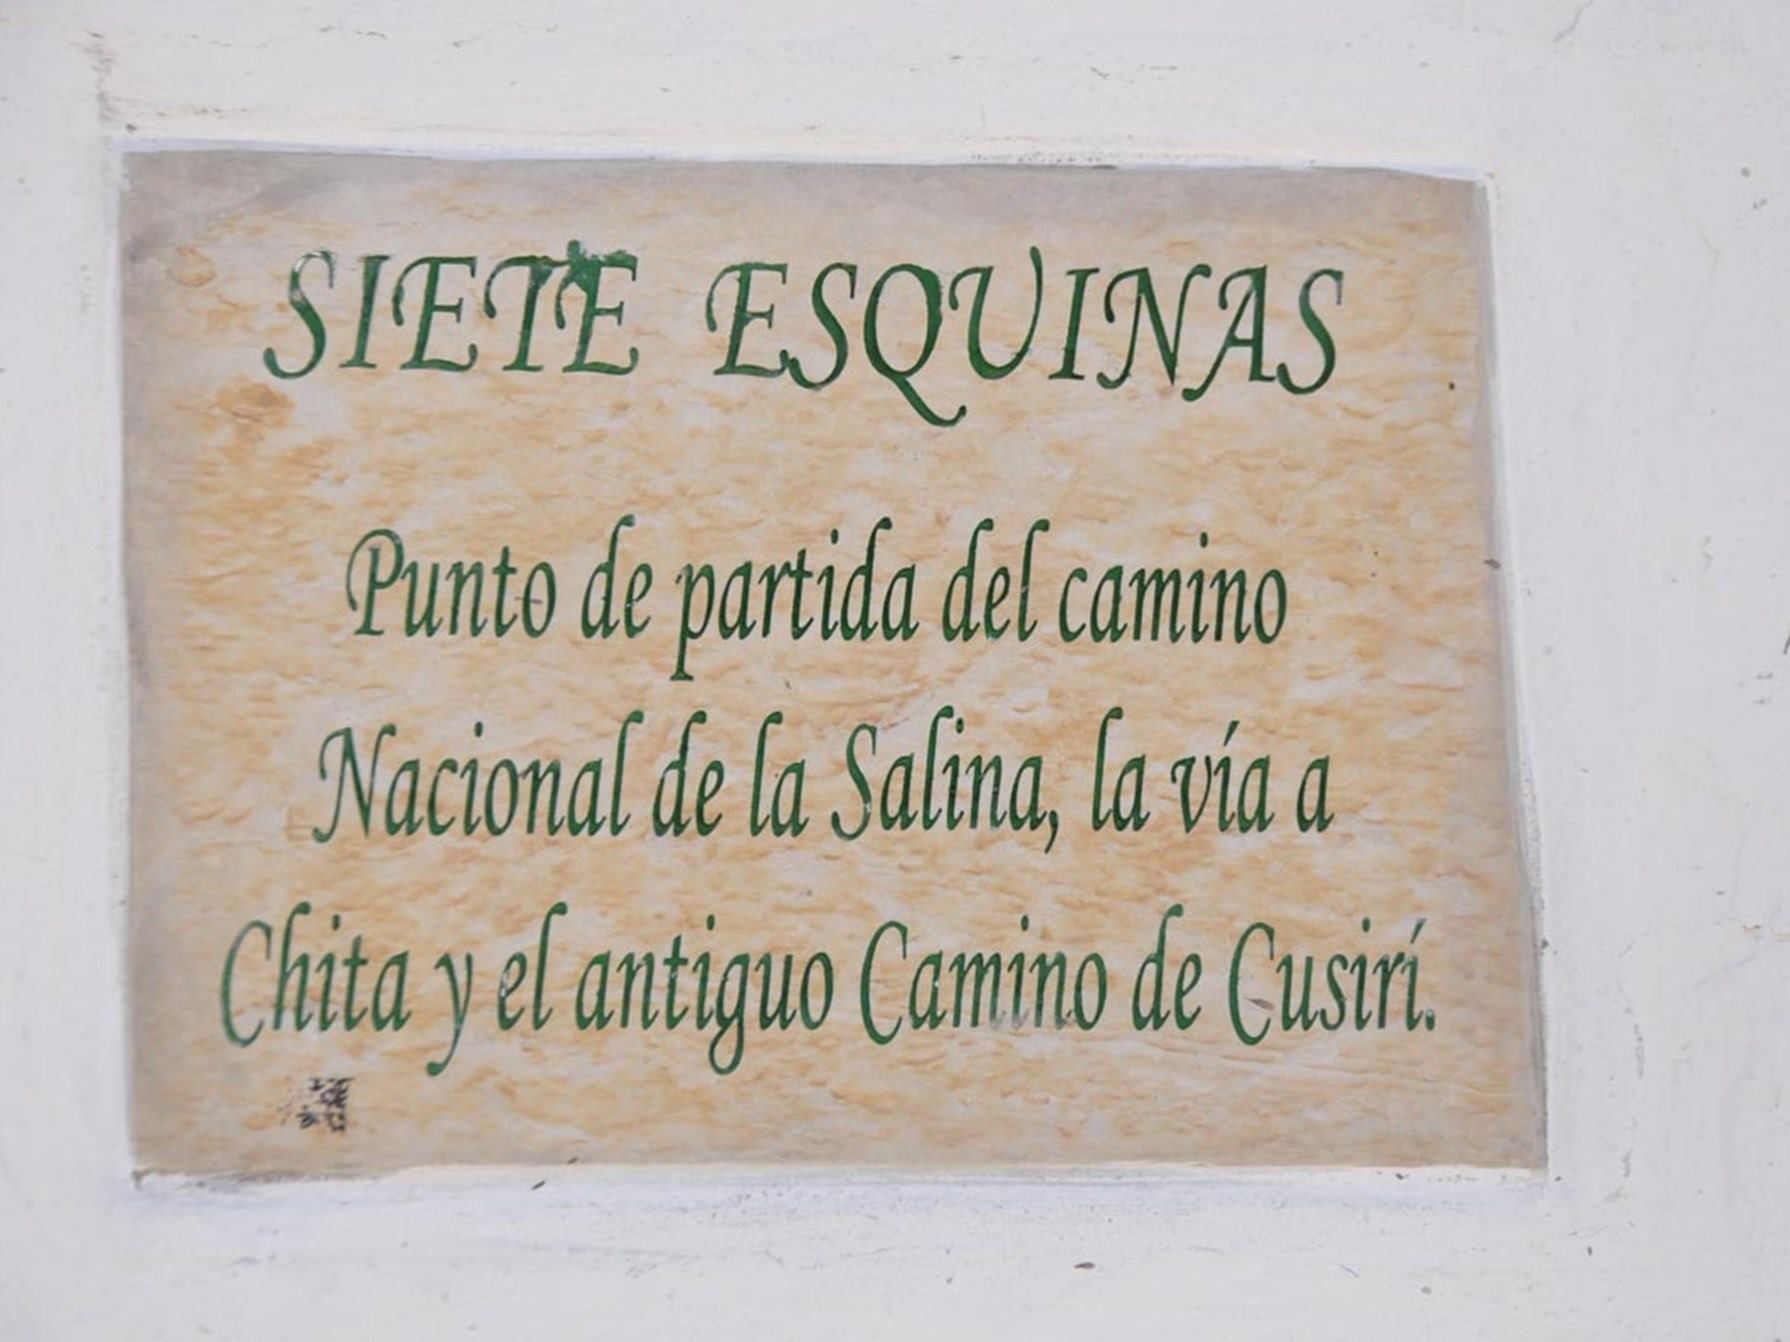 SIETE ESQUINAS
Punto de partida del camino
Nacional de la Salina, la vía a
Chita y el antiguo Camino de Cusirí.